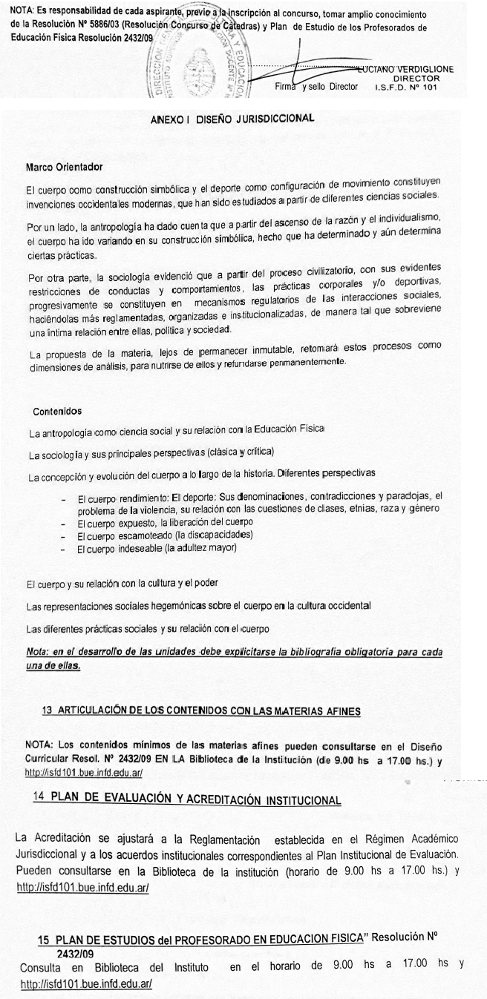 NOTA: Es responsabilidad de cada aspirante, previo a la inscripción al concurso, tomar amplio conocimiento
de la Resolución Nº 5886/03 (Resolución Concurso de Cátedras) y Plan de Estudio de los Profesorados de
Educación Física Resolución 2432/09
LUCIANO VERDIGLIONE
DIRECTOR
Firma y sello Director I.S.F.D. Nº 101
ANEXO I DISEÑO JURISDICCIONAL
Marco Orientador
El cuerpo como construcción simbólica y el deporte como configuración de movimiento constituyen
invenciones occidentales modernas, que han sido estudiados a partir de diferentes ciencias sociales.
Por un lado, la antropología ha dado cuenta que a partir del ascenso de la razón y el individualismo,
el cuerpo ha ido variando en su construcción simbólica, hecho que ha determinado y aún determina
ciertas prácticas.
Por otra parte, la sociología evidenció que a partir del proceso civilizatorio, con sus evidentes
restricciones de conductas y comportamientos, las prácticas corporales y/o deportivas,
progresivamente se constituyen en mecanismos regulatorios de las interacciones sociales,
haciéndolas más reglamentadas, organizadas e institucionalizadas, de manera tal que sobreviene
una íntima relación entre ellas, política y sociedad.
La propuesta de la materia, lejos de permanecer inmutable, retomará estos procesos como
dimensiones de análisis, para nutrirse de ellos y refundarse permanentemente.
Contenidos
La antropología como ciencia social y su relación con la Educación Física
La sociología y sus principales perspectivas (clásica y crítica)
La concepción y evolución del cuerpo a lo largo de la historia. Diferentes perspectivas
- El cuerpo rendimiento: El deporte: Sus denominaciones, contradicciones y paradojas, el
problema de la violencia, su relación con las cuestiones de clases, etnias, raza y género
- El cuerpo expuesto, la liberación del cuerpo
- El cuerpo escamoteado (la discapacidades)
- El cuerpo indeseable (la adultez mayor)
El cuerpo y su relación con la cultura y el poder
Las representaciones sociales hegemónicas sobre el cuerpo en la cultura occidental
Las diferentes prácticas sociales y su relación con el cuerpo
Nota: en el desarrollo de las unidades debe explicitarse la bibliografía obligatoria para cada
una de ellas.
13 ARTICULACIÓN DE LOS CONTENIDOS CON LAS MATERIAS AFINES
NOTA: Los contenidos mínimos de las materias afines pueden consultarse en el Diseño
Curricular Resol. Nº 2432/09 EN LA Biblioteca de la Institución (de 9.00 hs a 17.00 hs.) y
http://isfd101.bue.infd.edu.ar/
14 PLAN DE EVALUACIÓN Y ACREDITACIÓN INSTITUCIONAL
La Acreditación se ajustará a la Reglamentación establecida en el Régimen Académico
Jurisdiccional y a los acuerdos institucionales correspondientes al Plan Institucional de Evaluación.
Pueden consultarse en la Biblioteca de la institución (horario de 9.00 hs a 17.00 hs.) y
http://isfd101.bue.infd.edu.ar/
15 PLAN DE ESTUDIOS del PROFESORADO EN EDUCACION FISICA" Resolución Nº
2432/09
Consulta en Biblioteca del Instituto en el horario de 9.00 hs a 17.00 hs y
http://isfd101.bue.infd.edu.ar/